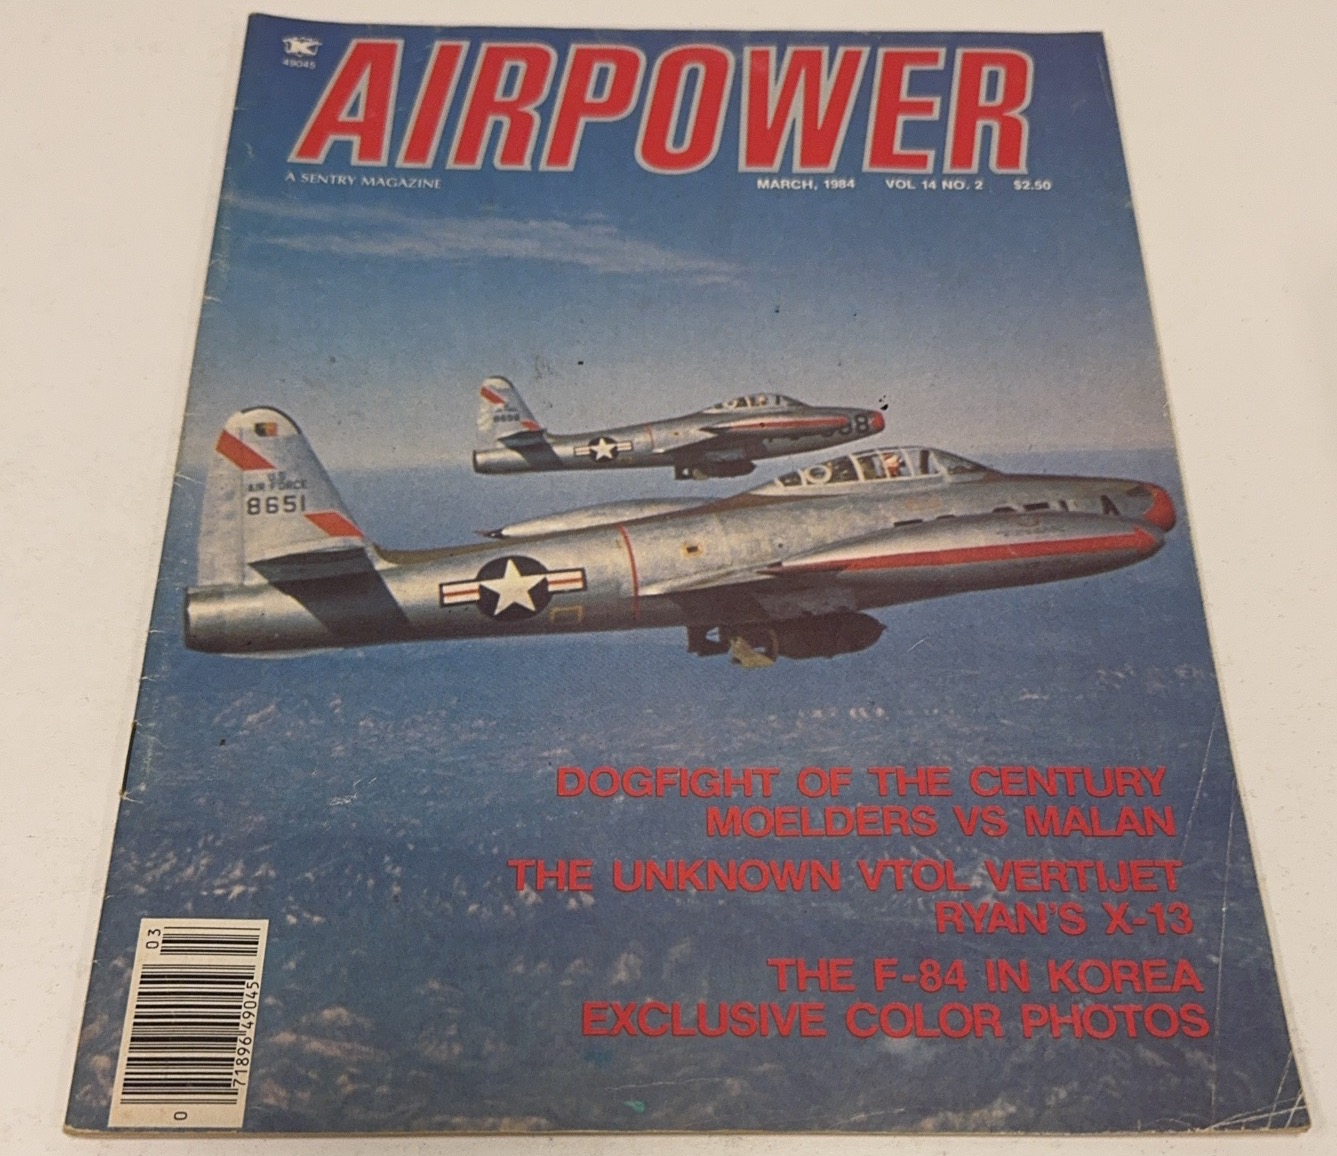 K
49045
AIRPOWER
A SENTRY MAGAZINE
MARCH, 1984 VOL 14 NO. 2 $2.50
U.S.
AIR FORCE
8651
DOGFIGHT OF THE CENTURY
MOELDERS VS MALAN
THE UNKNOWN VTOL VERTIJET
RYAN'S X-13
THE F-84 IN KOREA
EXCLUSIVE COLOR PHOTOS
03
0 71896 49045